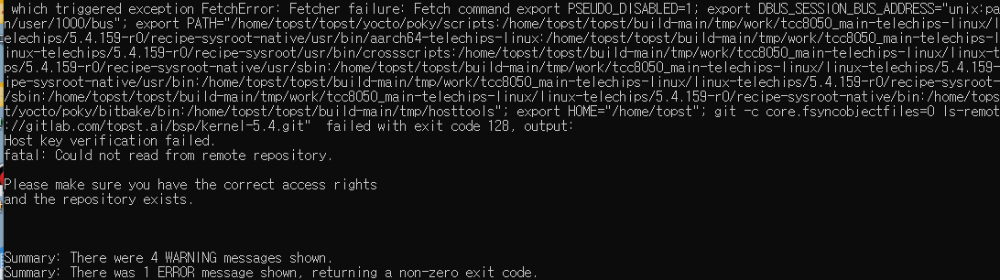 which triggered exception FetchError: Fetcher failure: Fetch command export PSEUDO_DISABLED=1; export DBUS_SESSION_BUS_ADDRESS="unix:pa
n/user/1000/bus"; export PATH="/home/topst/topst/yocto/poky/scripts:/home/topst/topst/build-main/tmp/work/tcc8050_main-telechips-linux/l
elechips/5.4.159-r0/recipe-sysroot-native/usr/bin/aarch64-telechips-linux:/home/topst/topst/build-main/tmp/work/tcc8050_main-telechips-l
inux-telechips/5.4.159-r0/recipe-sysroot/usr/bin/crossscripts:/home/topst/topst/build-main/tmp/work/tcc8050_main-telechips-linux/linux-t
ps/5.4.159-r0/recipe-sysroot-native/usr/sbin:/home/topst/topst/build-main/tmp/work/tcc8050_main-telechips-linux/linux-telechips/5.4.159
ipe-sysroot-native/usr/bin:/home/topst/topst/build-main/tmp/work/tcc8050_main-telechips-linux/linux-telechips/5.4.159-r0/recipe-sysroot-
/sbin:/home/topst/topst/build-main/tmp/work/tcc8050_main-telechips-linux/linux-telechips/5.4.159-r0/recipe-sysroot-native/bin:/home/tops
t/yocto/poky/bitbake/bin:/home/topst/topst/build-main/tmp/hosttools"; export HOME="/home/topst"; git -c core.fsyncobjectfiles=0 ls-remot
://gitlab.com/topst.ai/bsp/kernel-5.4.git"  failed with exit code 128, output:
Host key verification failed.
fatal: Could not read from remote repository.
Please make sure you have the correct access rights
and the repository exists.
Summary: There were 4 WARNING messages shown.
Summary: There was 1 ERROR message shown, returning a non-zero exit code.